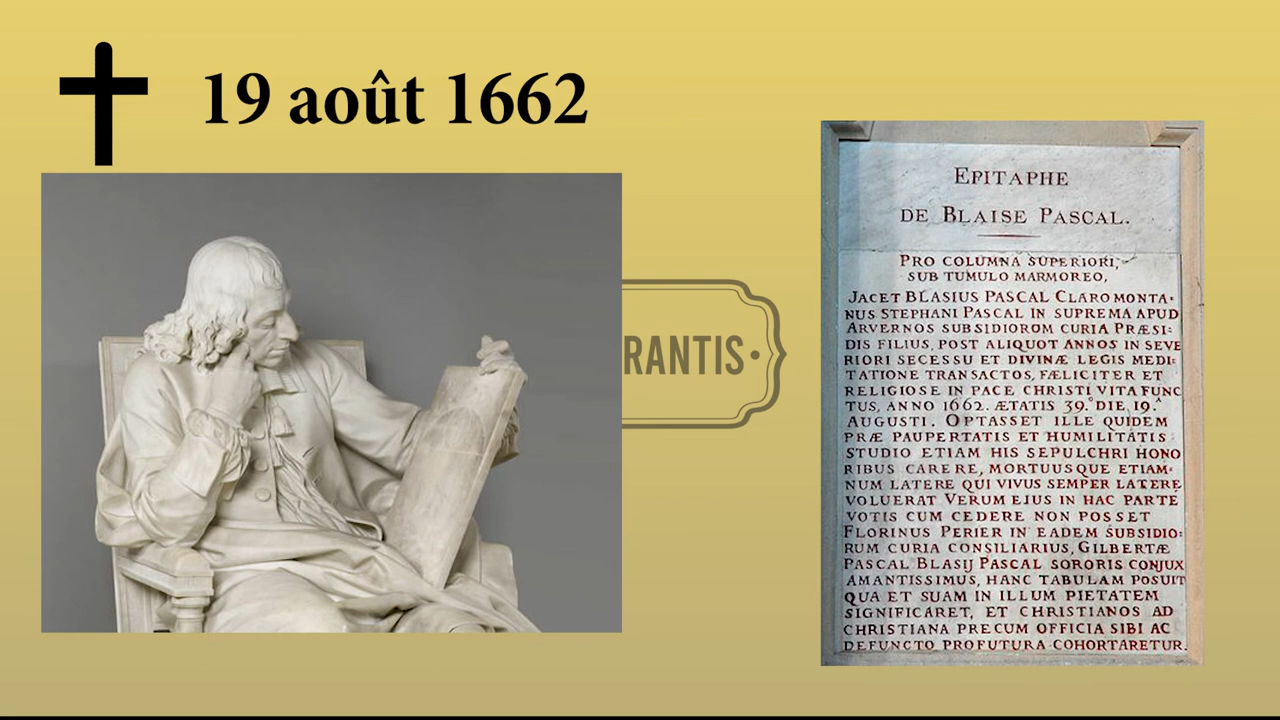 19 août 1662
RANTIS •
EPITAPHE
DE BLAISE PASCAL.
PRO COLUMNA SUPERIORI,
SUB TUMULO MARMOREO,
JACET BLASIUS PASCAL CLAROMONTA-
NUS STEPHANI PASCAL IN SUPREMA APUD
ARVERNOS SUBSIDIOROM CURIA PRÆSI-
DIS FILIUS, POST ALIQUOT ANNOS IN SEVE
RIORI SECESSU ET DIVINÆ LEGIS MEDI-
TATIONE TRANSACTOS, FÆLICITER ET
RELIGIOSE IN PACE CHRISTI VITA FUNC
TUS, ANNO 1662. ÆTATIS 39.° DIE 19.ᴬ
AUGUSTI. OPTASSET ILLE QUIDEM
PRÆ PAUPERTATIS ET HUMILITATIS
STUDIO ETIAM HIS SEPULCHRI HONO
RIBUS CARERE, MORTUUSQUE ETIAM-
NUM LATERE QUI VIVUS SEMPER LATERE
VOLUERAT VERUM EIUS IN HAC PARTE
VOTIS CUM CEDERE NON POSSET
FLORINUS PERIER IN EADEM SUBSIDIO-
RUM CURIA CONSILIARIUS, GILBERTÆ
PASCAL BLASIJ PASCAL SORORIS CONJUX
AMANTISSIMUS, HANC TABULAM POSUIT
QUA ET SUAM IN ILLUM PIETATEM
SIGNIFICARET, ET CHRISTIANOS AD
CHRISTIANA PRECUM OFFICIA SIBI AC
DEFUNCTO PROFUTURA COHORTARETUR.